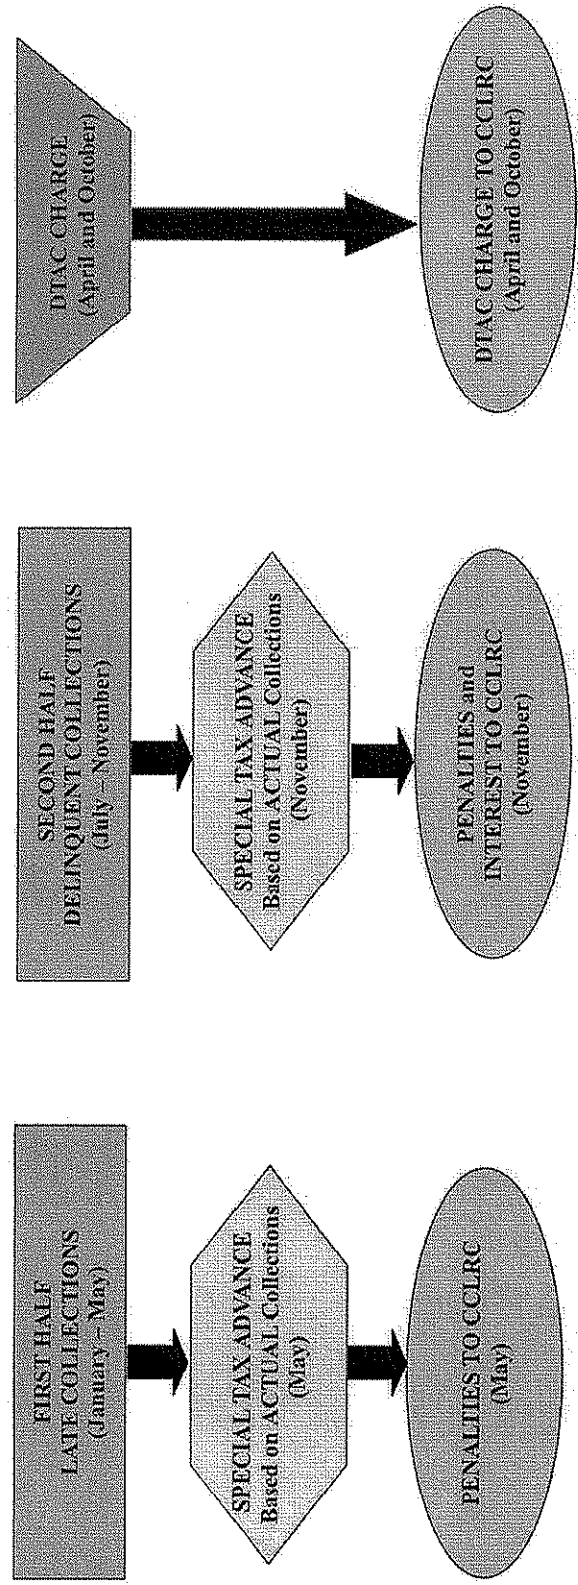 FIRST HALF
LATE COLLECTIONS
(January – May)
SPECIAL TAX ADVANCE
Based on ACTUAL Collections
(May)
PENALITIES TO CCLRC
(May)
SECOND HALF
DELINQUENT COLLECTIONS
(July – November)
SPECIAL TAX ADVANCE
Based on ACTUAL Collections
(November)
PENALITIES and
INTEREST TO CCLRC
(November)
DTAC CHARGE
(April and October)
DTAC CHARGE TO CCLRC
(April and October)